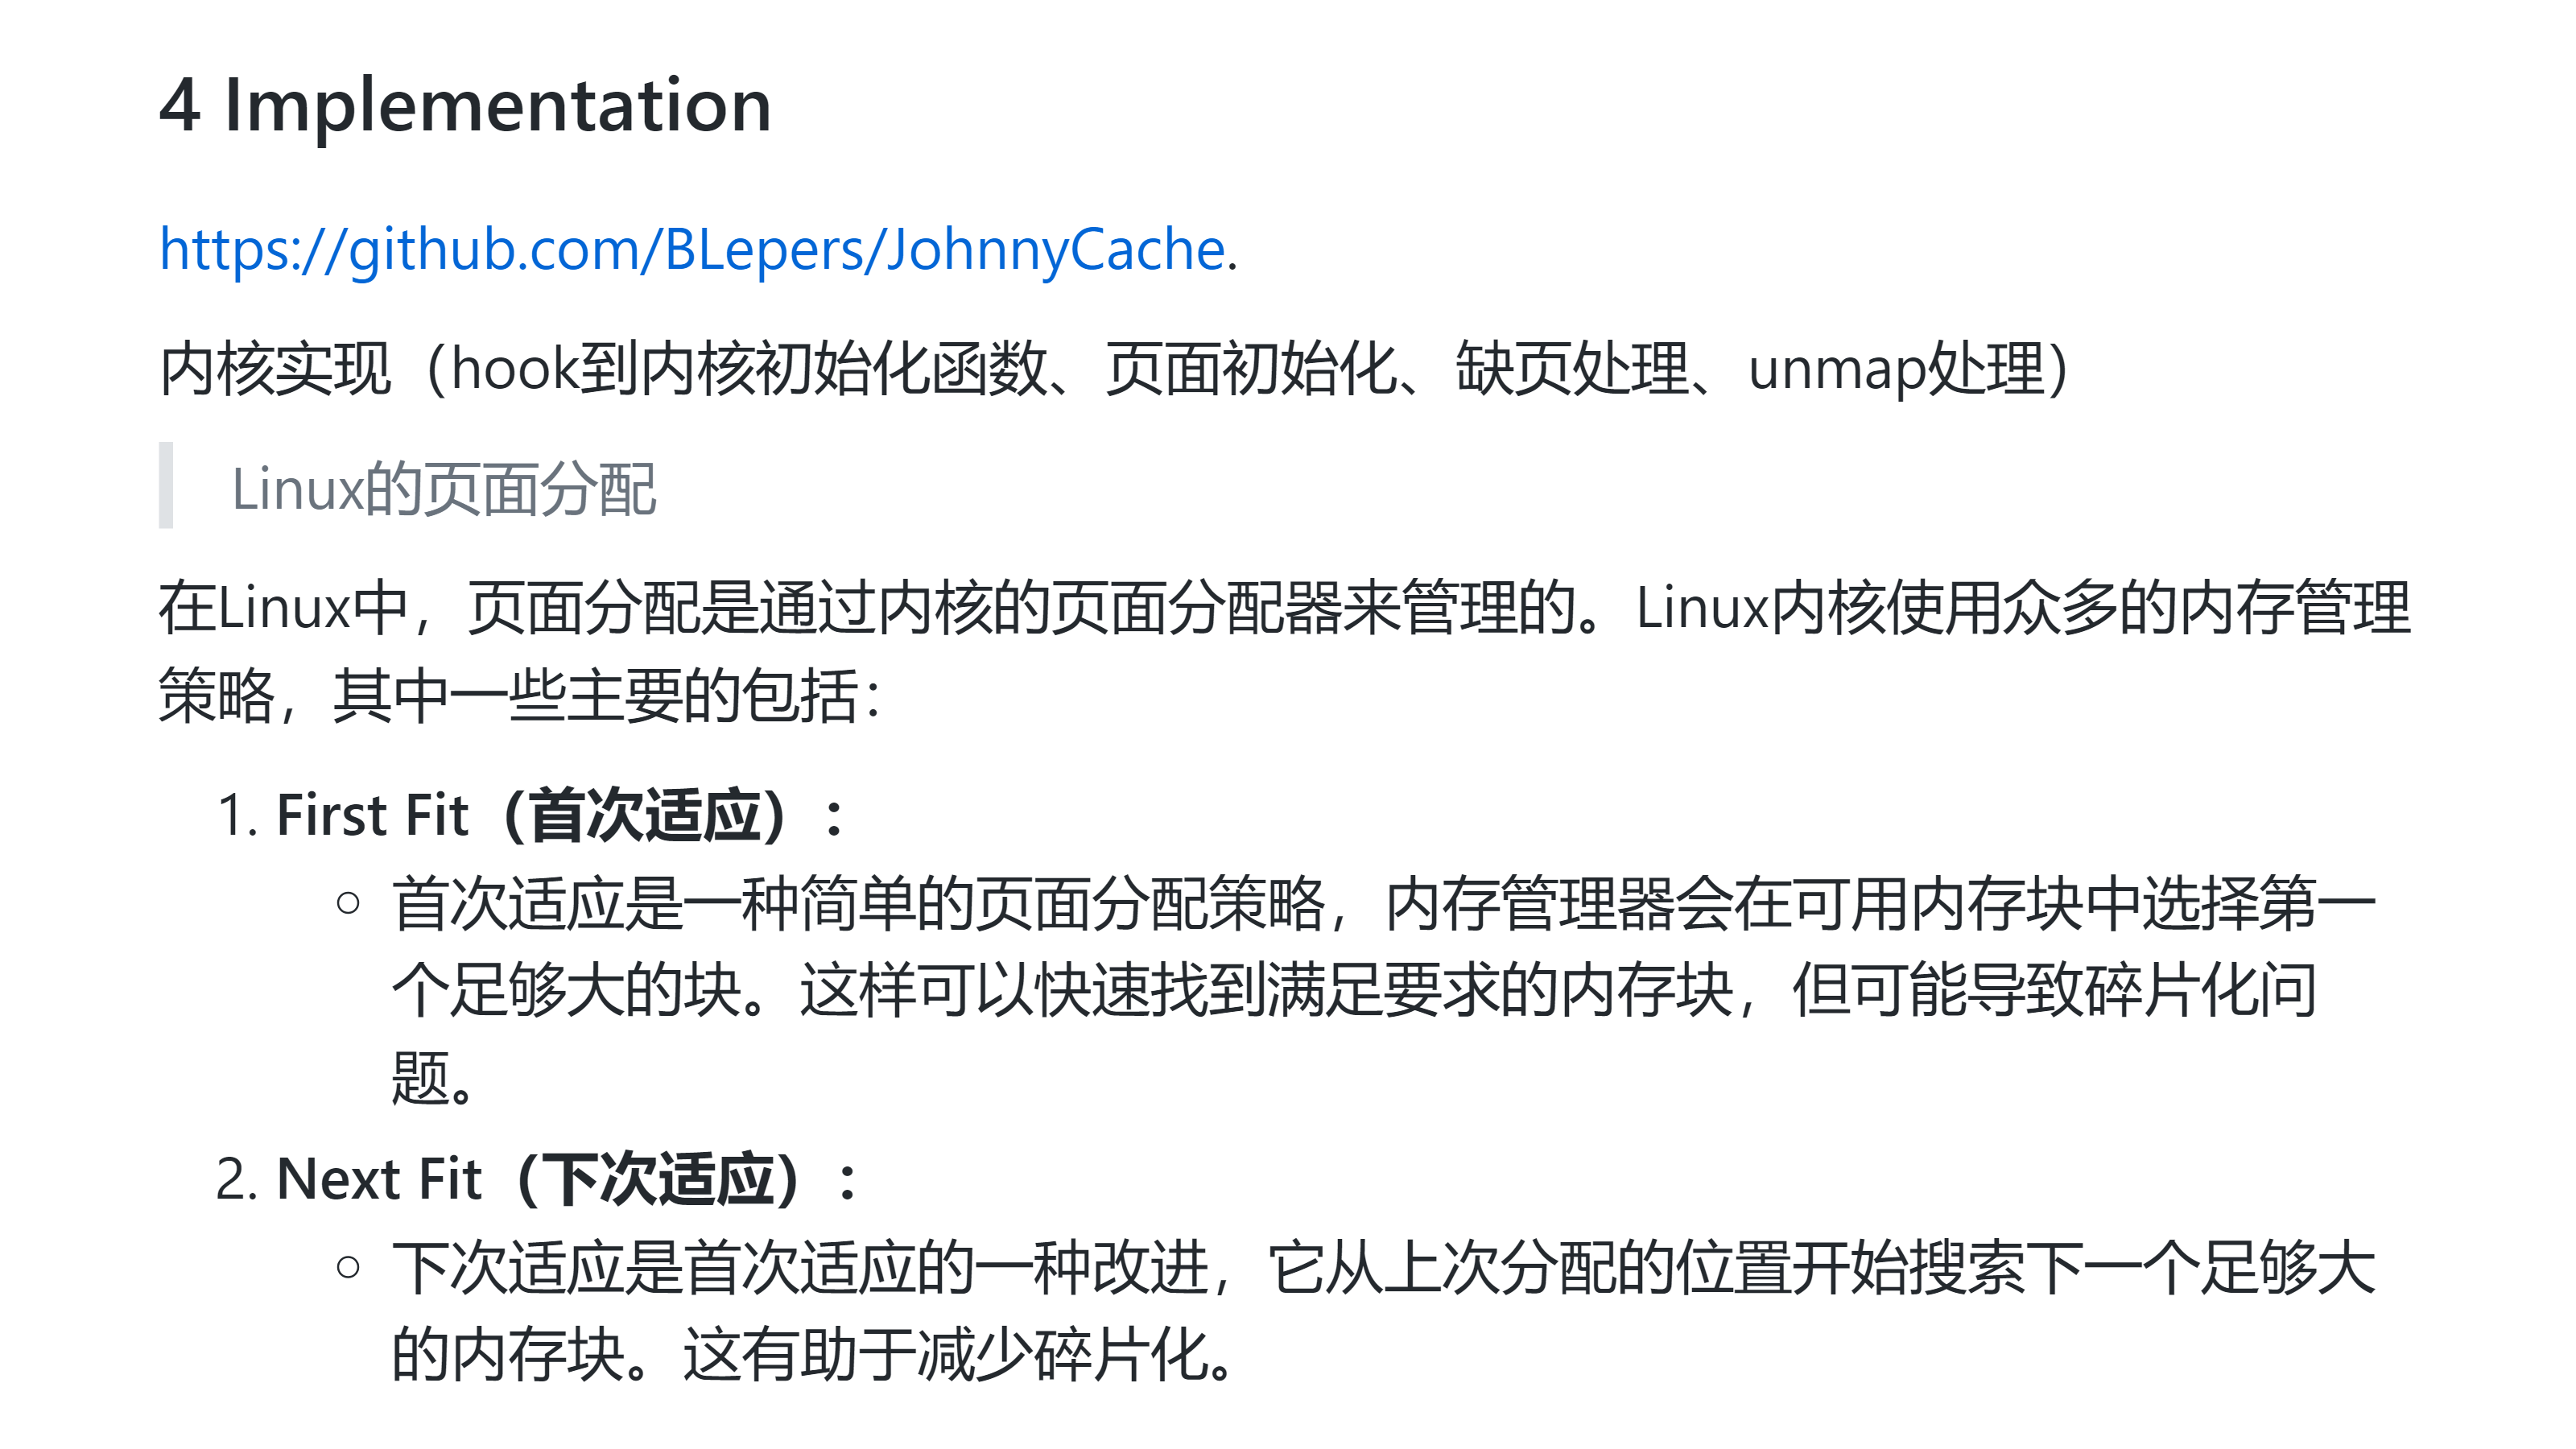 4 Implementation
https://github.com/BLepers/JohnnyCache.
内核实现（hook到内核初始化函数、页面初始化、缺页处理、unmap处理）
Linux的页面分配
在Linux中，页面分配是通过内核的页面分配器来管理的。Linux内核使用众多的内存管理
策略，其中一些主要的包括：
1. First Fit（首次适应）：
○ 首次适应是一种简单的页面分配策略，内存管理器会在可用内存块中选择第一
个足够大的块。这样可以快速找到满足要求的内存块，但可能导致碎片化问
题。
2. Next Fit（下次适应）：
○ 下次适应是首次适应的一种改进，它从上次分配的位置开始搜索下一个足够大
的内存块。这有助于减少碎片化。